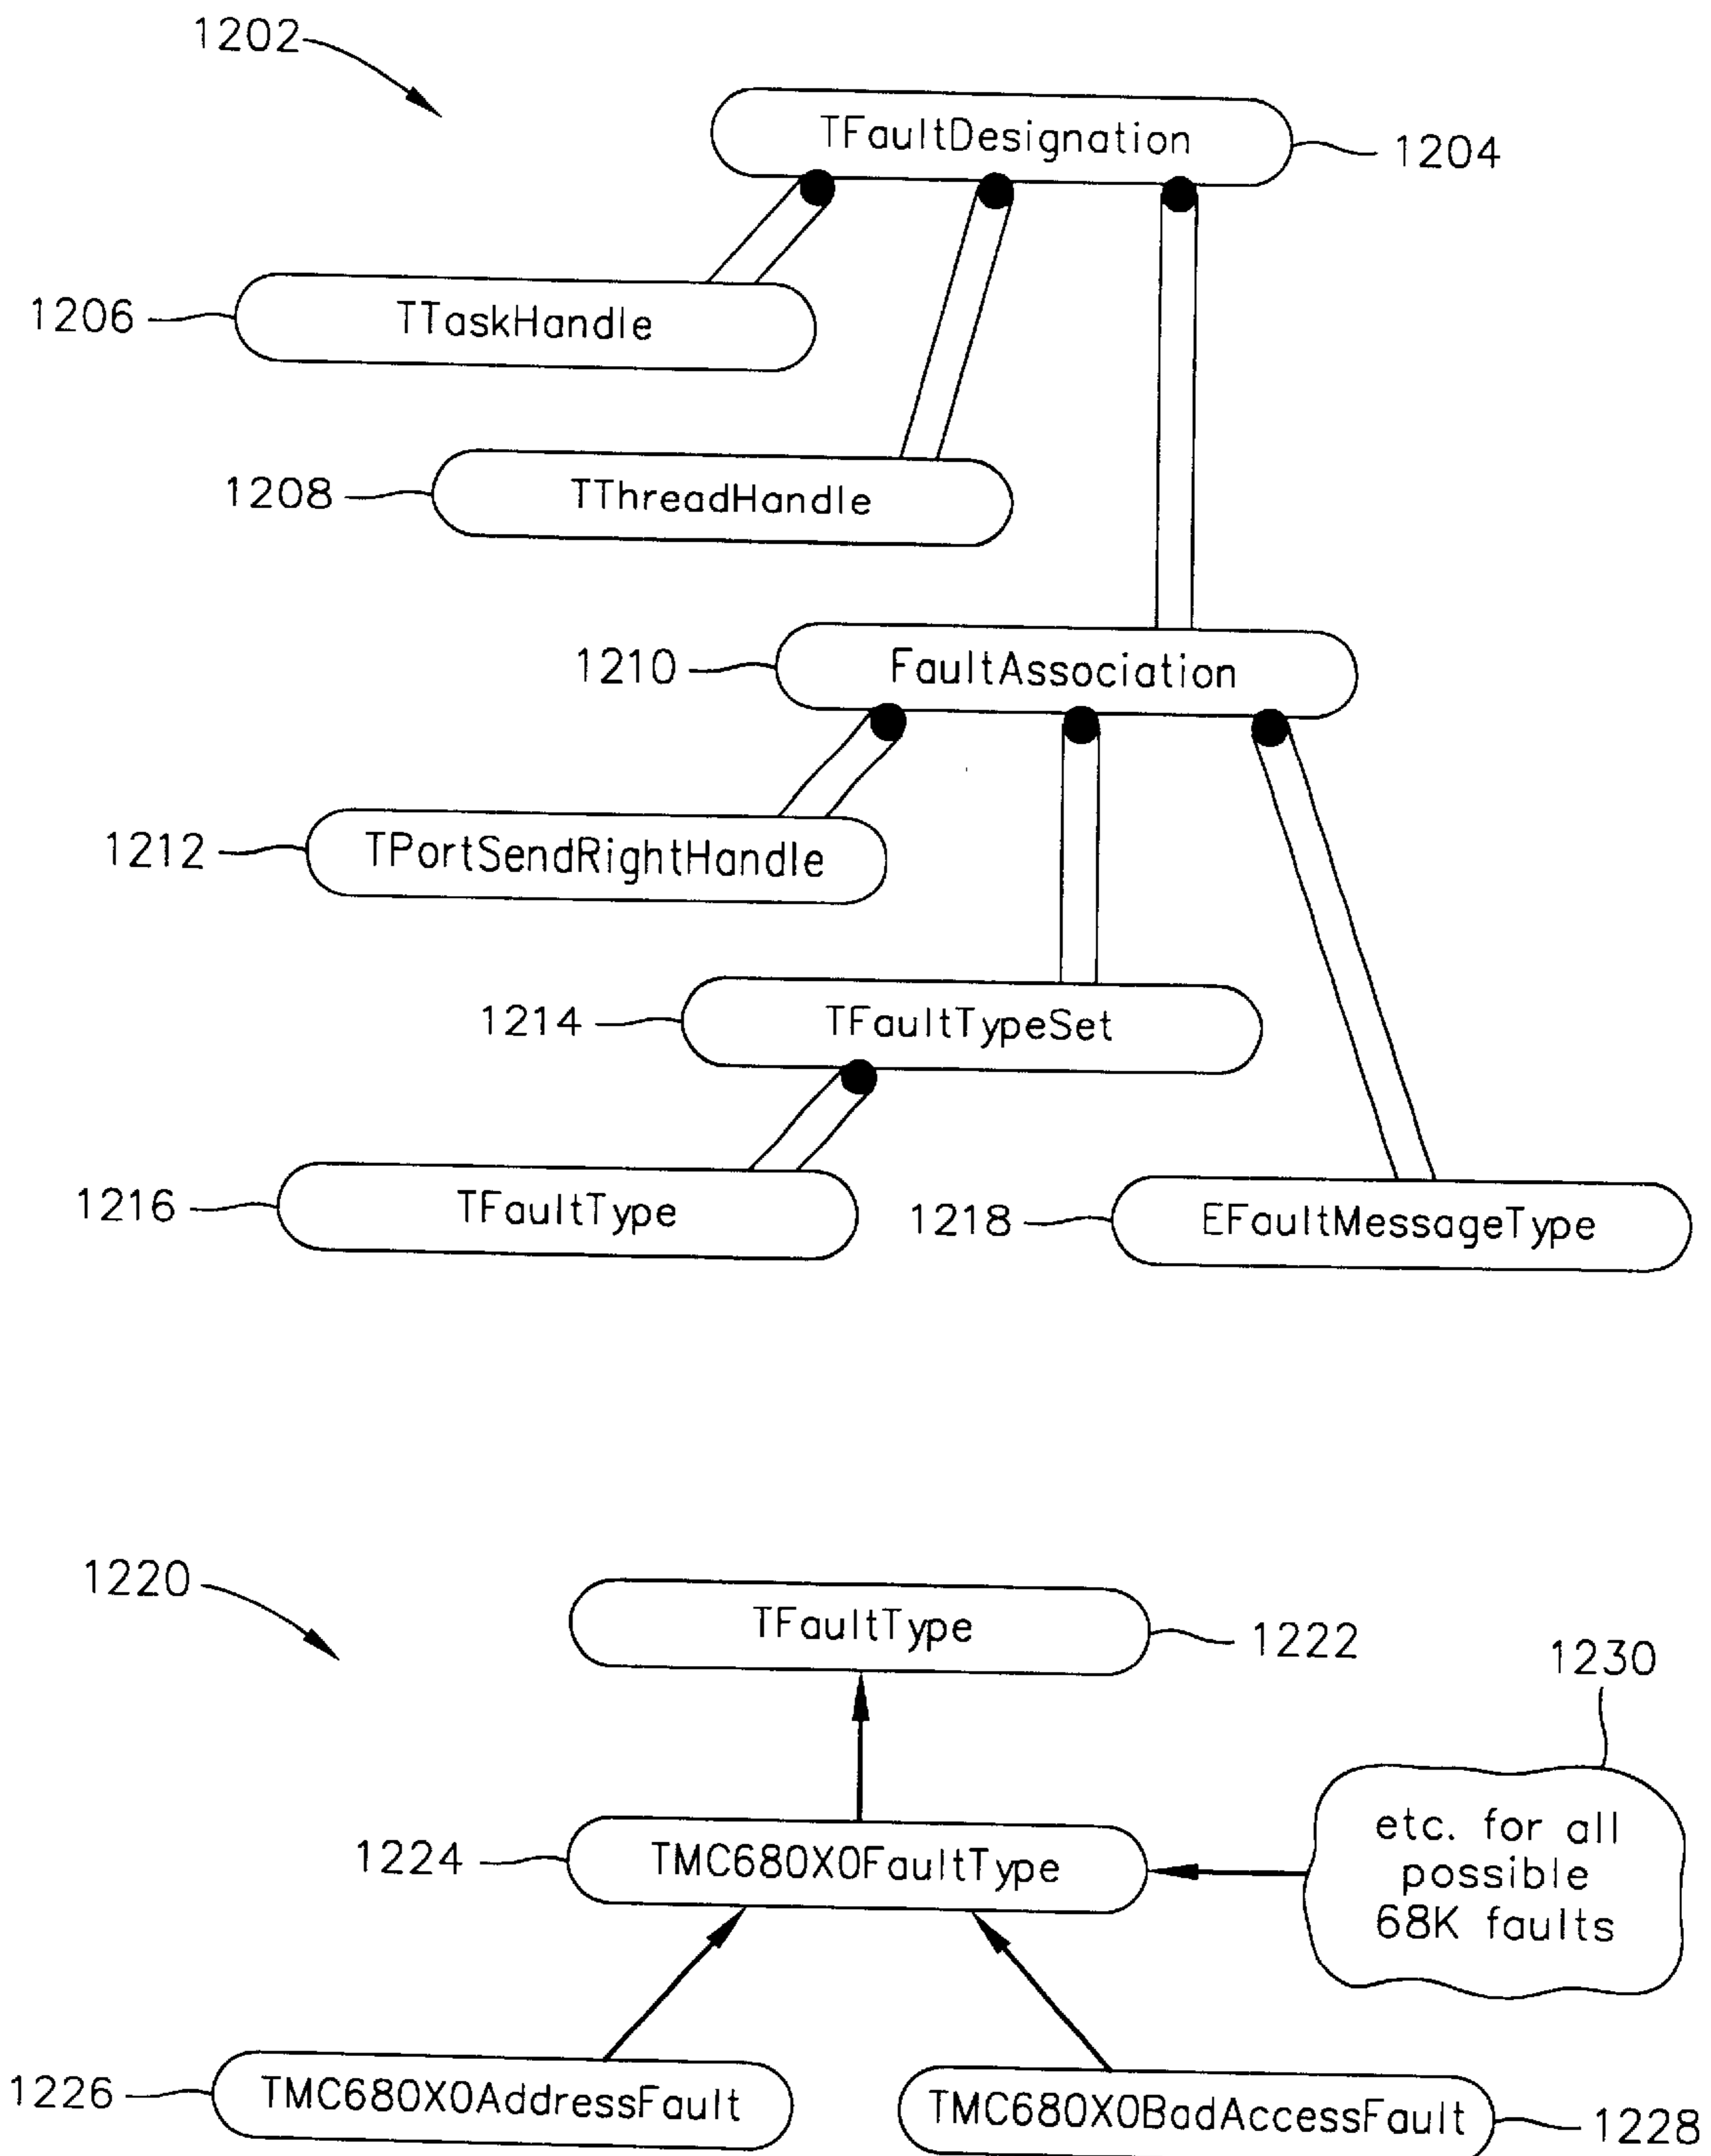 1202
TFaultDesignation
1204
1206
TTaskHandle
1208
TThreadHandle
1210
FaultAssociation
1212
TPortSendRightHandle
1214
TFaultTypeSet
1216
TFaultType
1218
EFaultMessageType
1220
TFaultType
1222
1230
etc. for all
possible
68K faults
1224
TMC680X0FaultType
1226
TMC680X0AddressFault
TMC680X0BadAccessFault
1228